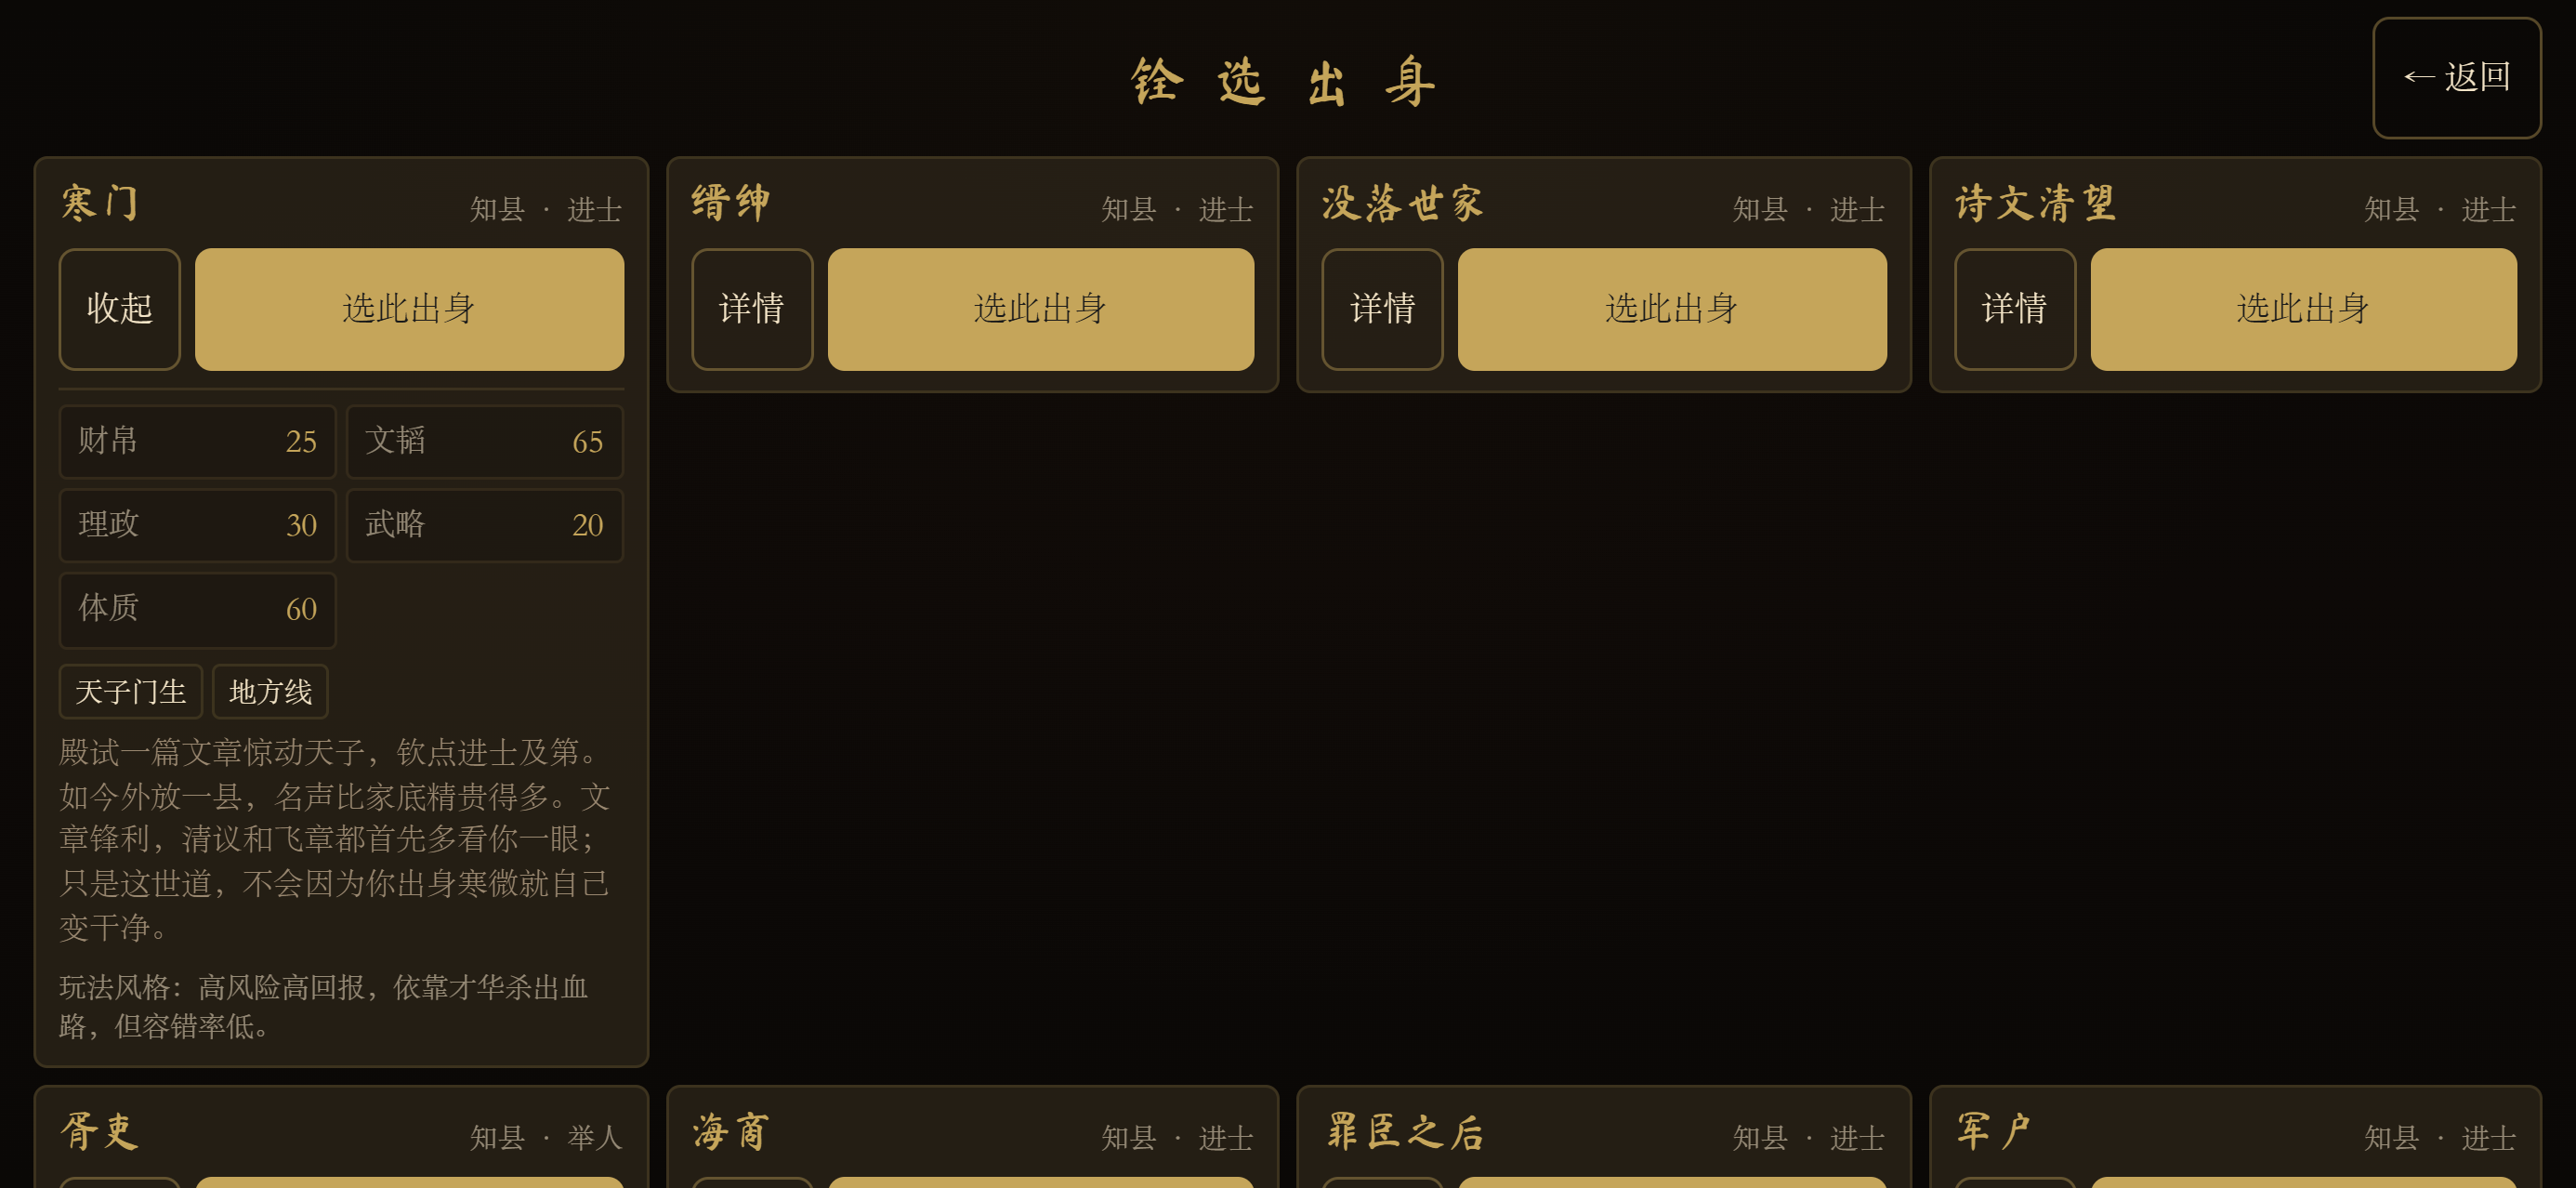 铨选出身
← 返回
寒门
知县 · 进士
收起
选此出身
财帛 25
文韬 65
理政 30
武略 20
体质 60
天子门生
地方线
殿试一篇文章惊动天子，钦点进士及第。
如今外放一县，名声比家底精贵得多。文
章锋利，清议和飞章都首先多看你一眼；
只是这世道，不会因为你出身寒微就自己
变干净。
玩法风格：高风险高回报，依靠才华杀出血
路，但容错率低。
缙绅
知县 · 进士
详情
选此出身
没落世家
知县 · 进士
详情
选此出身
诗文清望
知县 · 进士
详情
选此出身
胥吏
知县 · 举人
海商
知县 · 进士
罪臣之后
知县 · 进士
军户
知县 · 进士